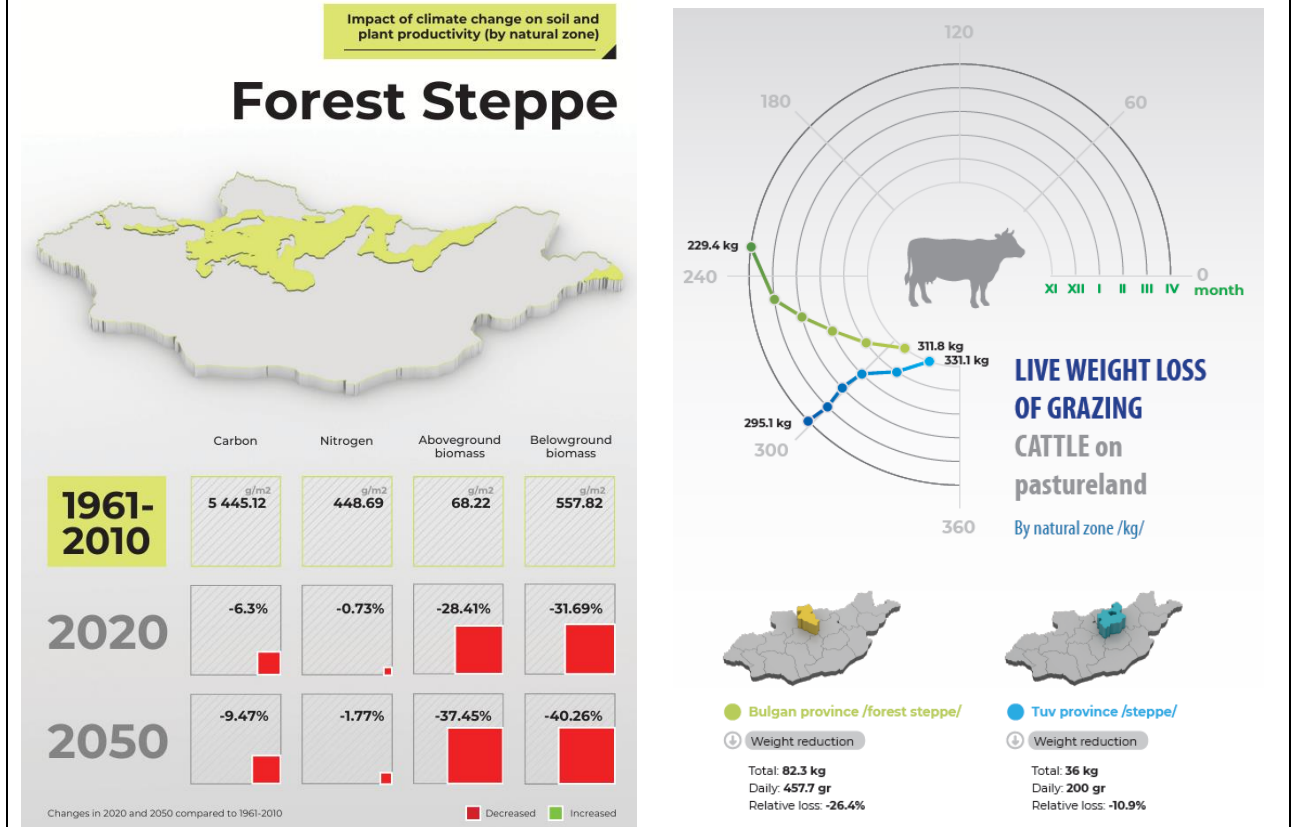 Impact of climate change on soil and
plant productivity (by natural zone)
Forest Steppe
Carbon
Nitrogen
Aboveground
biomass
Belowground
biomass
1961-
2010
g/m2
5 445.12
g/m2
448.69
g/m2
68.22
g/m2
557.82
2020
-6.3%
-0.73%
-28.41%
-31.69%
2050
-9.47%
-1.77%
-37.45%
-40.26%
Changes in 2020 and 2050 compared to 1961-2010
Decreased
Increased
120
180
60
229.4 kg
240
0
XI XII I II III IV month
311.8 kg
331.1 kg
295.1 kg
300
360
LIVE WEIGHT LOSS
OF GRAZING
CATTLE on
pastureland
By natural zone /kg/
Bulgan province /forest steppe/
Weight reduction
Total: 82.3 kg
Daily: 457.7 gr
Relative loss: -26.4%
Tuv province /steppe/
Weight reduction
Total: 36 kg
Daily: 200 gr
Relative loss: -10.9%